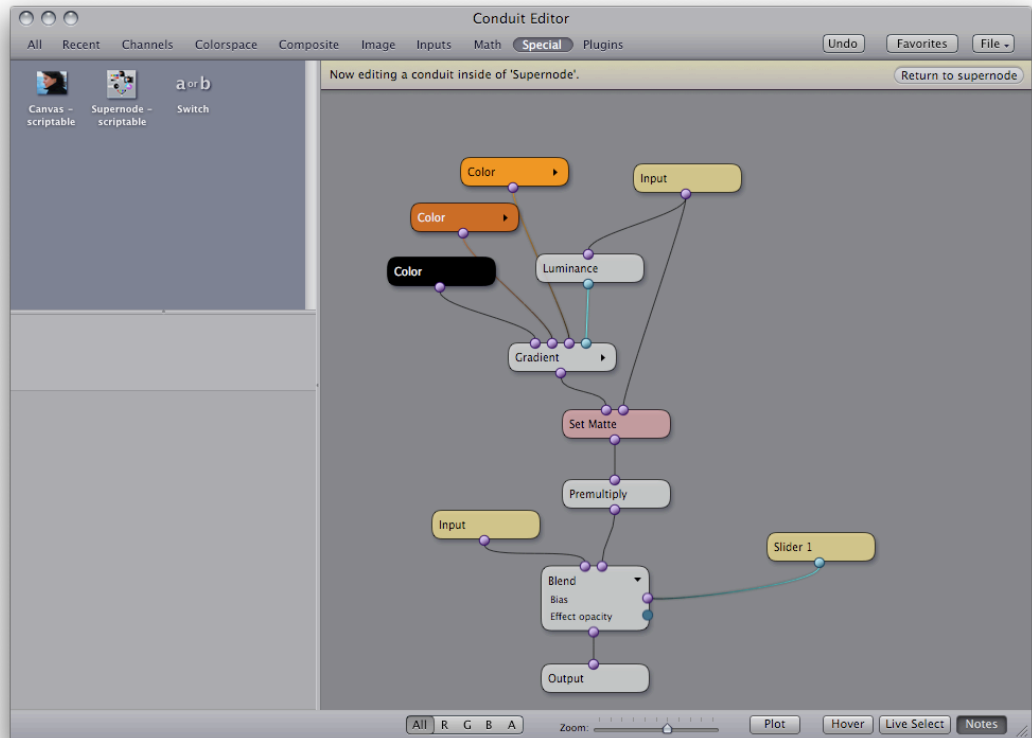 Conduit Editor
All Recent Channels Colorspace Composite Image Inputs Math Special Plugins Undo Favorites File
Now editing a conduit inside of 'Supernode'. Return to supernode
a or b
Canvas – scriptable
Supernode – scriptable
Switch
Color
Input
Color
Color
Luminance
Gradient
Set Matte
Premultiply
Input
Slider 1
Blend
Bias
Effect opacity
Output
All R G B A Zoom: Plot Hover Live Select Notes